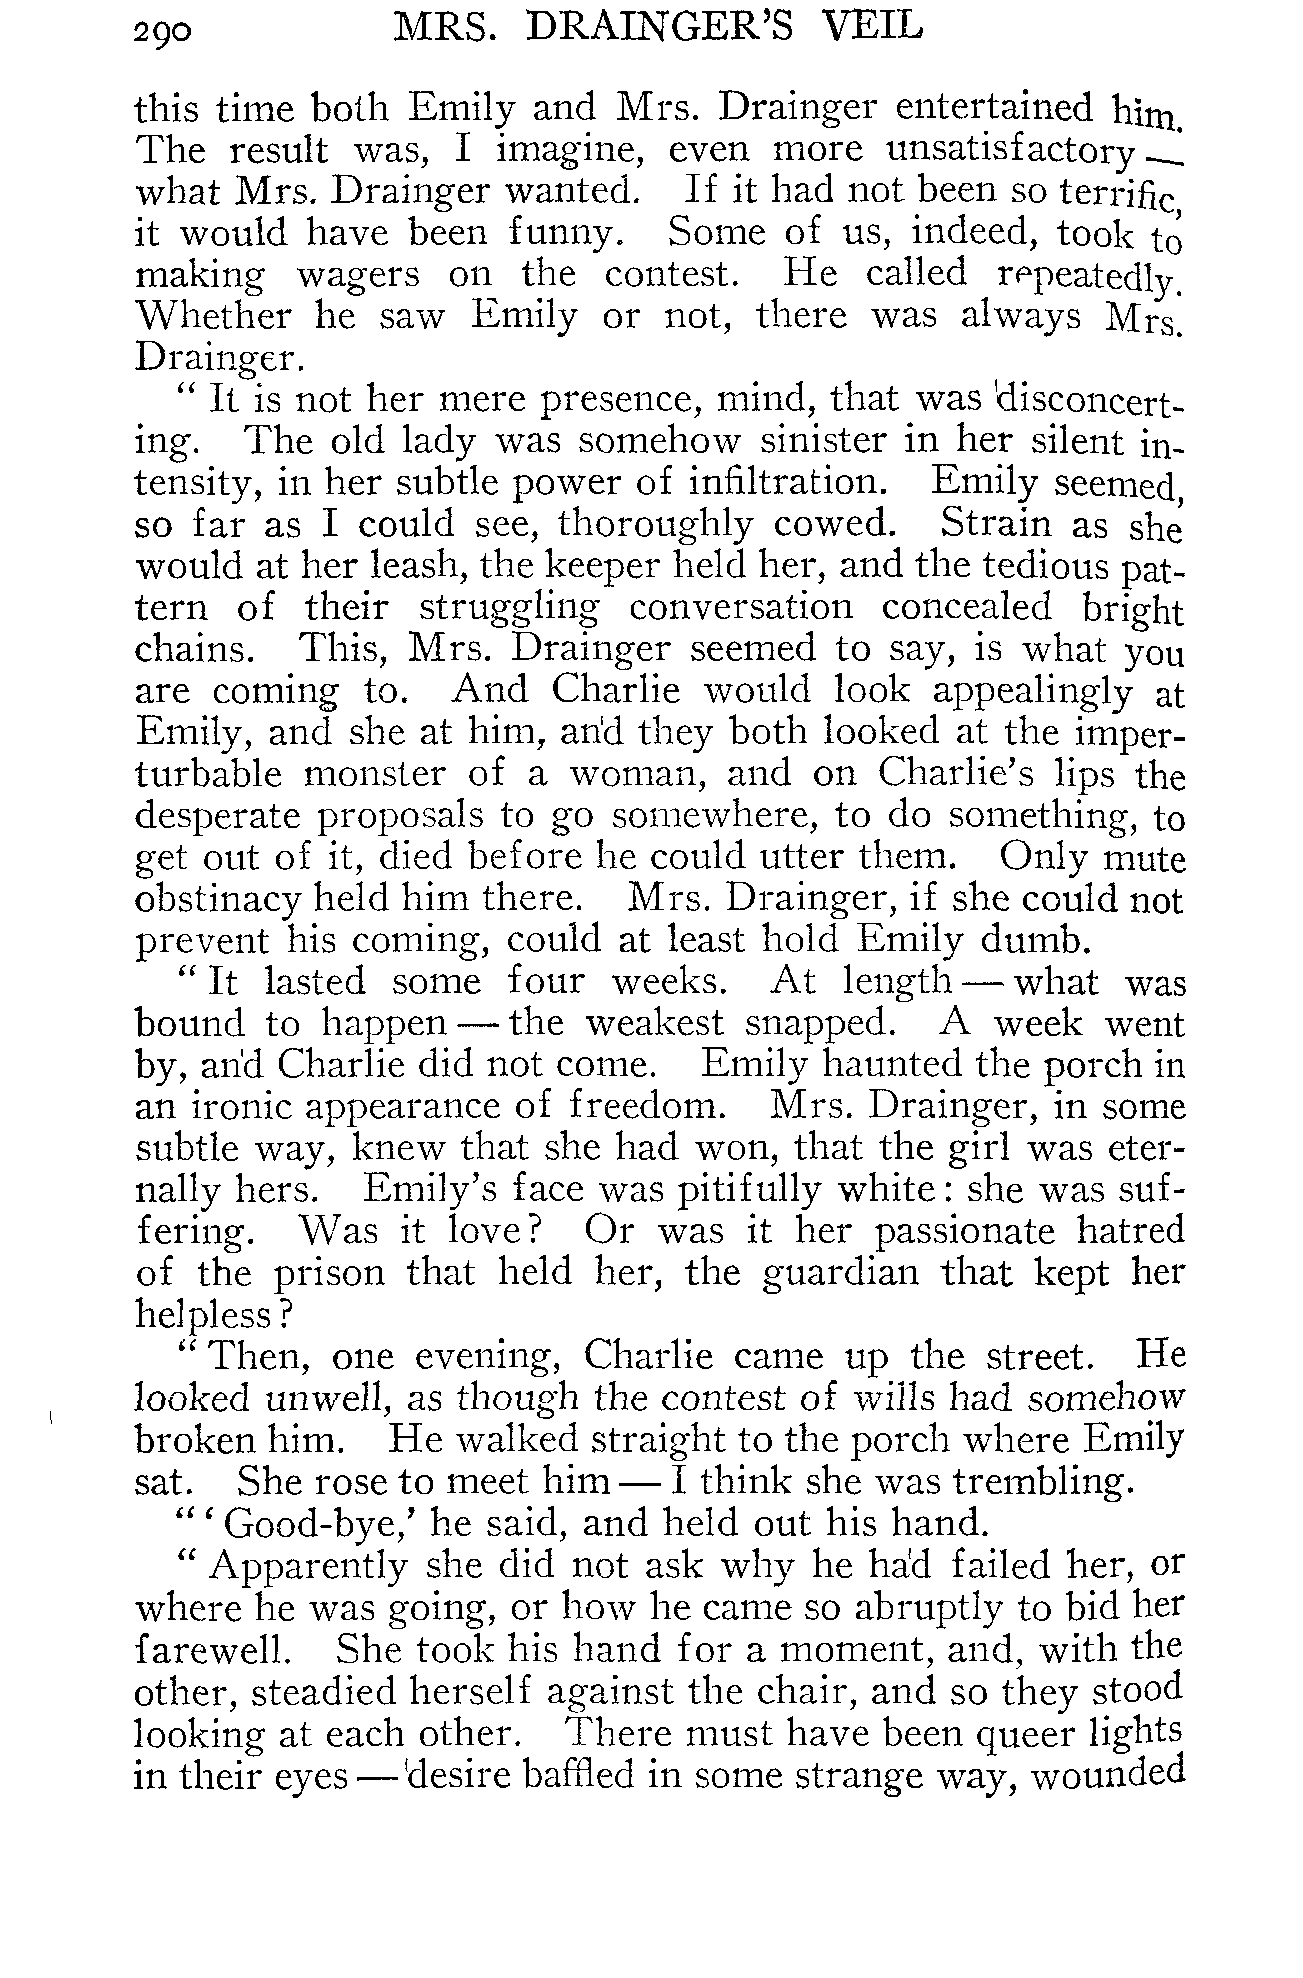 290 MRS. DRAINGER'S VEIL
this time both Emily and Mrs. Drainger entertained him.
The result was, I imagine, even more unsatisfactory —
what Mrs. Drainger wanted. If it had not been so terrific,
it would have been funny. Some of us, indeed, took to
making wagers on the contest. He called repeatedly.
Whether he saw Emily or not, there was always Mrs.
Drainger.
" It is not her mere presence, mind, that was disconcert-
ing. The old lady was somehow sinister in her silent in-
tensity, in her subtle power of infiltration. Emily seemed,
so far as I could see, thoroughly cowed. Strain as she
would at her leash, the keeper held her, and the tedious pat-
tern of their struggling conversation concealed bright
chains. This, Mrs. Drainger seemed to say, is what you
are coming to. And Charlie would look appealingly at
Emily, and she at him, and they both looked at the imper-
turbable monster of a woman, and on Charlie's lips the
desperate proposals to go somewhere, to do something, to
get out of it, died before he could utter them. Only mute
obstinacy held him there. Mrs. Drainger, if she could not
prevent his coming, could at least hold Emily dumb.
" It lasted some four weeks. At length — what was
bound to happen — the weakest snapped. A week went
by, and Charlie did not come. Emily haunted the porch in
an ironic appearance of freedom. Mrs. Drainger, in some
subtle way, knew that she had won, that the girl was eter-
nally hers. Emily's face was pitifully white : she was suf-
fering. Was it love? Or was it her passionate hatred
of the prison that held her, the guardian that kept her
helpless?
" Then, one evening, Charlie came up the street. He
looked unwell, as though the contest of wills had somehow
broken him. He walked straight to the porch where Emily
sat. She rose to meet him — I think she was trembling.
" ' Good-bye,' he said, and held out his hand.
" Apparently she did not ask why he had failed her, or
where he was going, or how he came so abruptly to bid her
farewell. She took his hand for a moment, and, with the
other, steadied herself against the chair, and so they stood
looking at each other. There must have been queer lights
in their eyes — desire baffled in some strange way, wounded